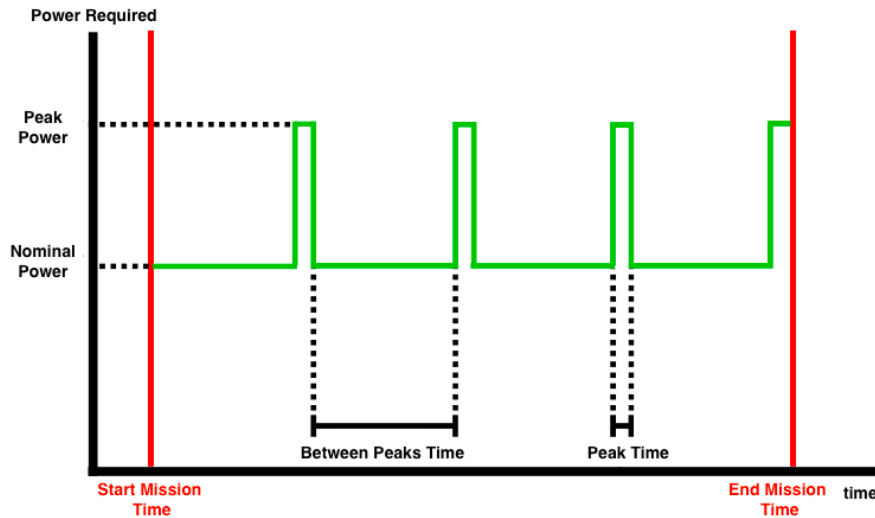 Power Required
Peak
Power
Nominal
Power
Between Peaks Time
Peak Time
Start Mission
Time
End Mission
Time
time